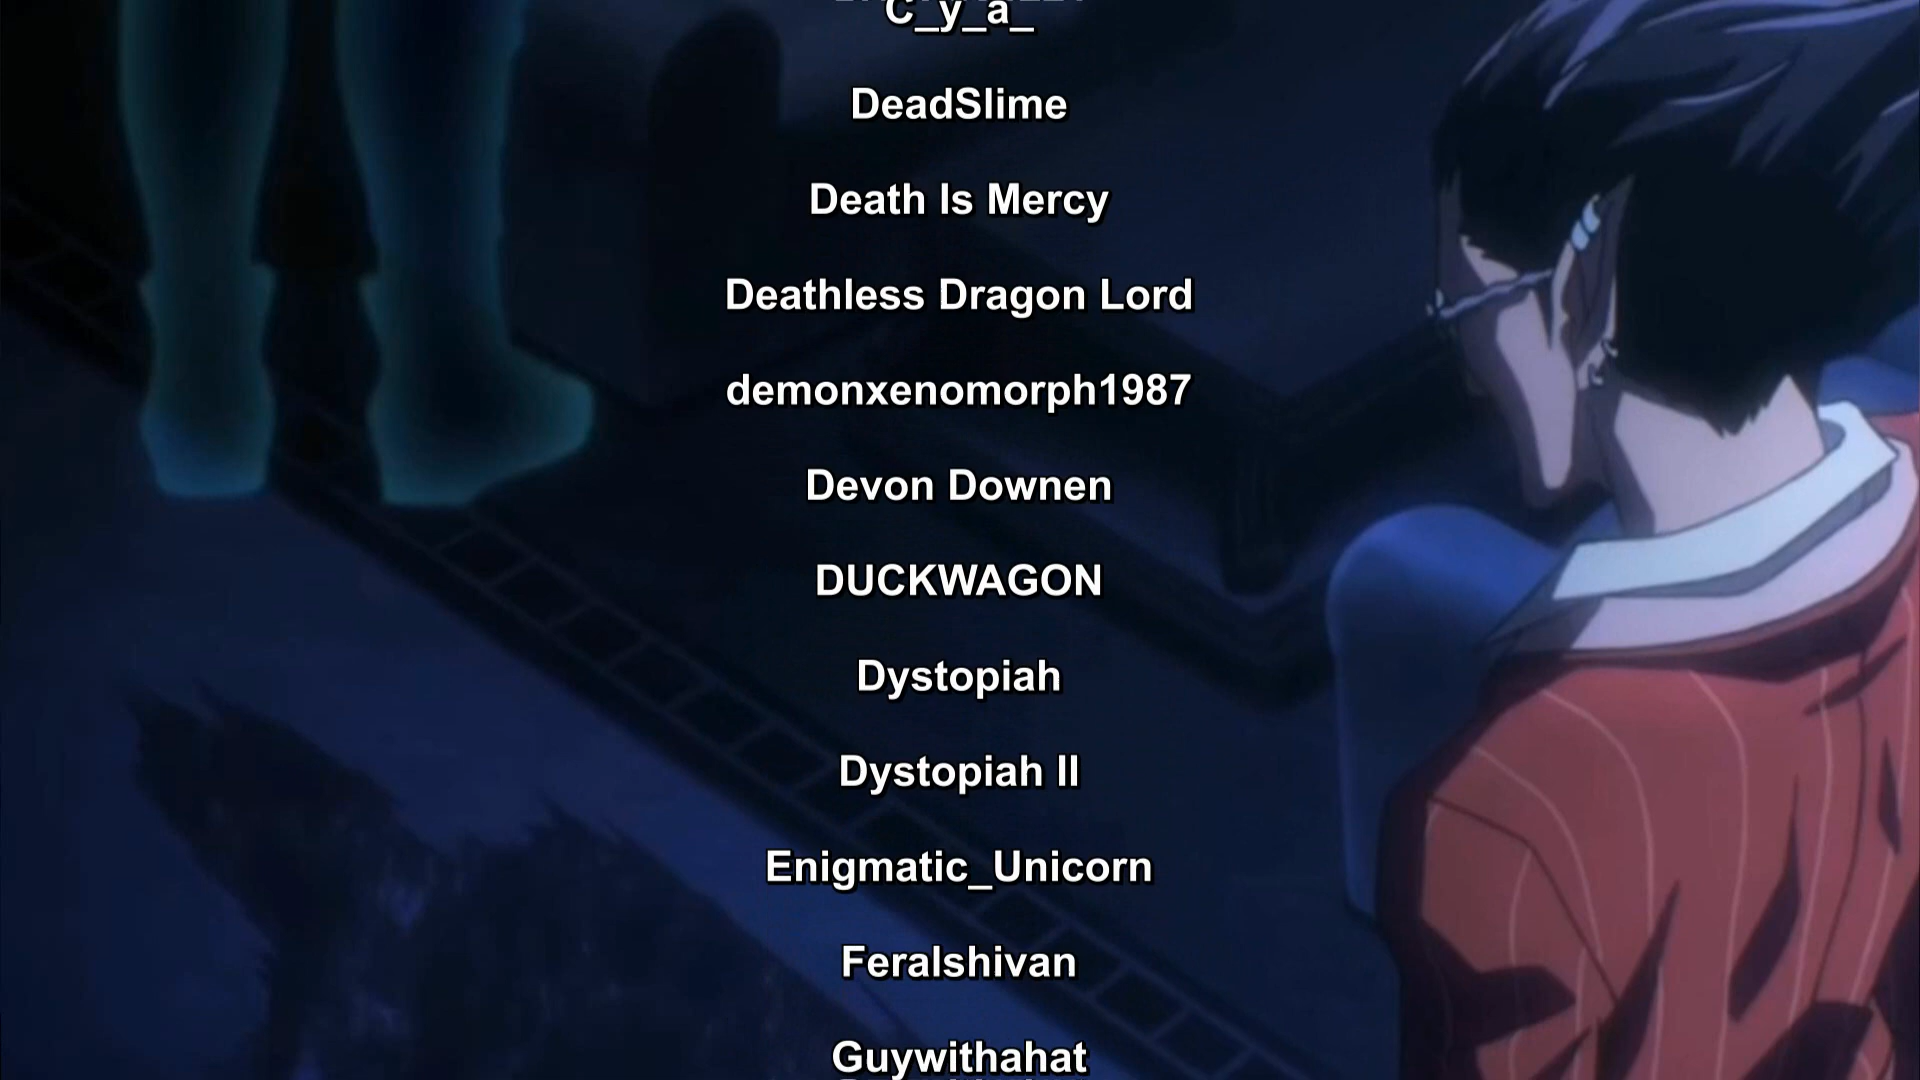 C_y_a_
DeadSlime
Death Is Mercy
Deathless Dragon Lord
demonxenomorph1987
Devon Downen
DUCKWAGON
Dystopiah
Dystopiah II
Enigmatic_Unicorn
Feralshivan
Guywithahat